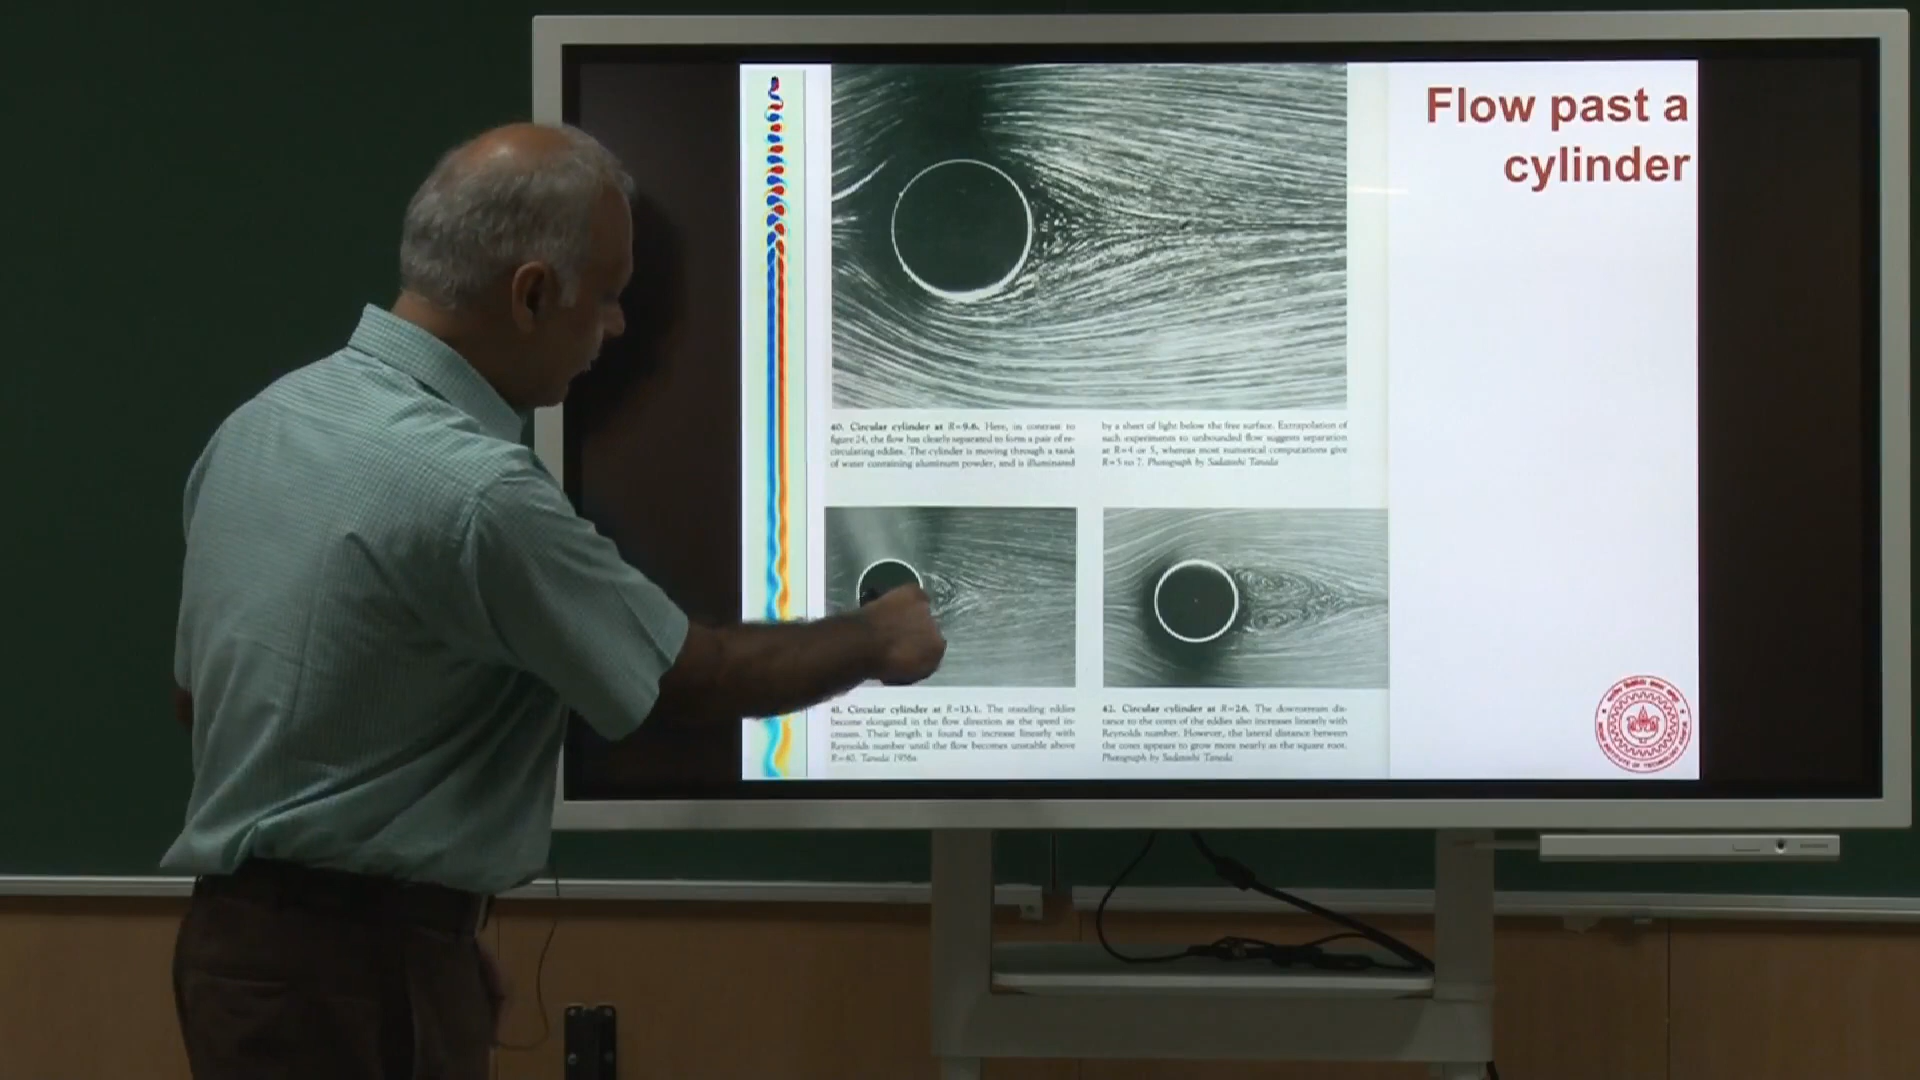 Flow past a
cylinder
40. Circular cylinder at R=9.6. Here, in contrast to
figure 24, the flow has clearly separated to form a pair of re-
circulating eddies. The cylinder is moving through a tank
of water containing aluminum powder, and is illuminated
by a sheet of light below the free surface. Extrapolation of
such experiments to unbounded flow suggests separation
at R=4 or 5, whereas most numerical computations give
R=5 to 7. Photograph by Sadatoshi Taneda
41. Circular cylinder at R=13.1. The standing eddies
become elongated in the flow direction as the speed in-
creases. Their length is found to increase linearly with
Reynolds number until the flow becomes unstable above
R=40. Taneda 1956a
42. Circular cylinder at R=26. The downstream dis-
tance to the cores of the eddies also increases linearly with
Reynolds number. However, the lateral distance between
the cores appears to grow more nearly as the square root.
Photograph by Sadatoshi Taneda